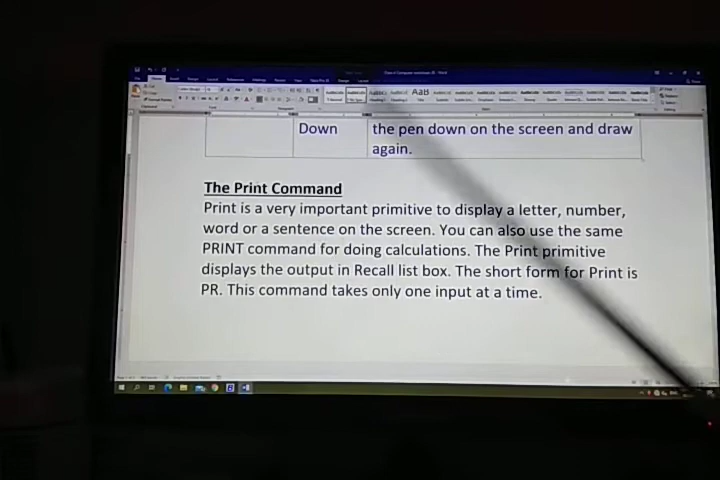 Down
the pen down on the screen and draw
again.
The Print Command
Print is a very important primitive to display a letter, number,
word or a sentence on the screen. You can also use the same
PRINT command for doing calculations. The Print primitive
displays the output in Recall list box. The short form for Print is
PR. This command takes only one input at a time.